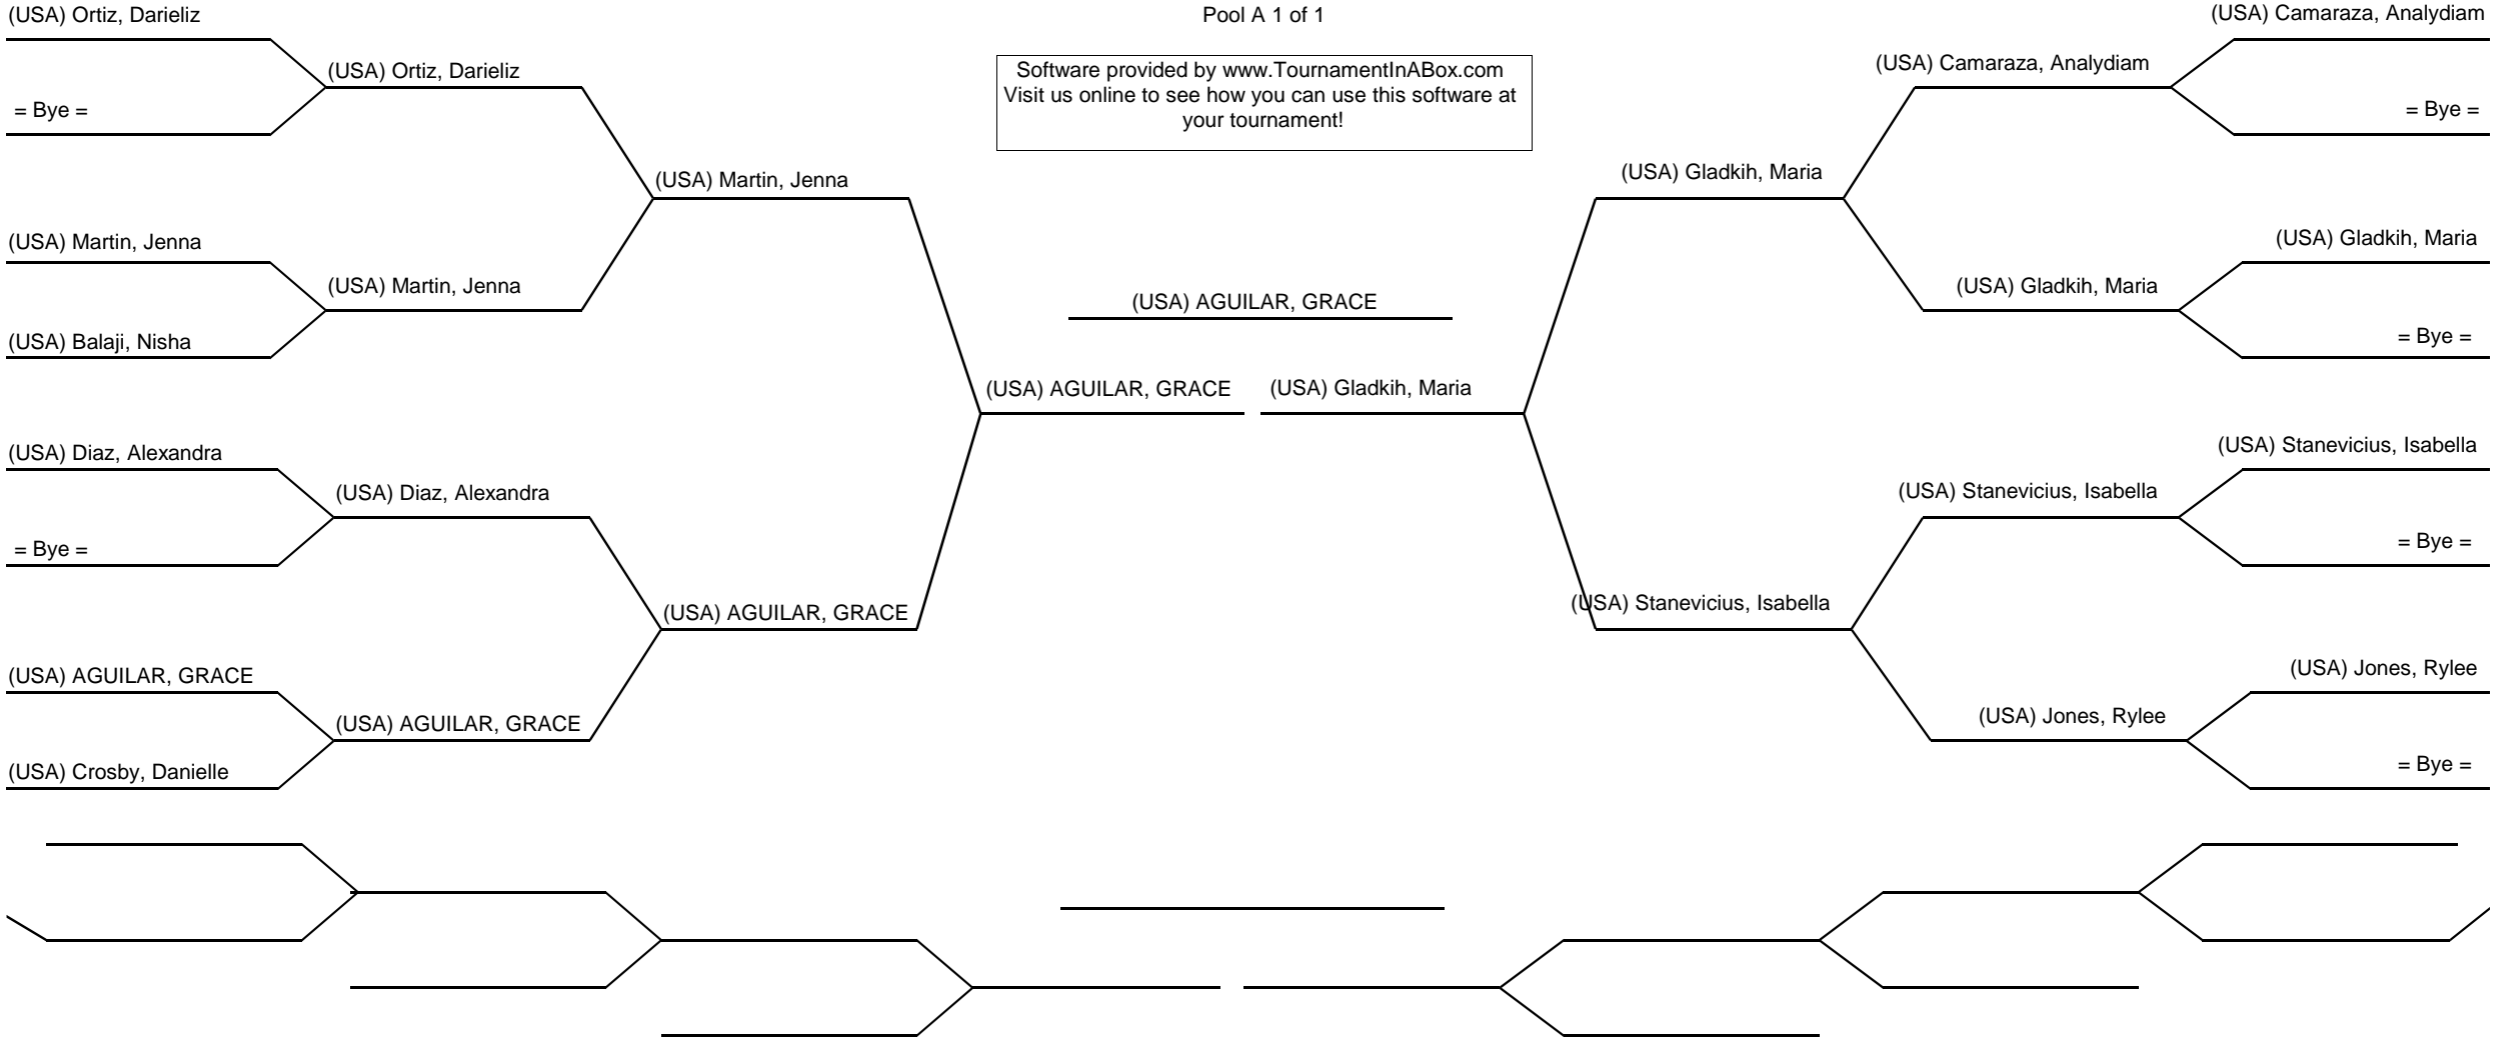 (USA) Ortiz, Darieliz
Pool A 1 of 1
(USA) Camaraza, Analydiam
(USA) Ortiz, Darieliz
Software provided by www.TournamentInABox.com
Visit us online to see how you can use this software at
your tournament!
(USA) Camaraza, Analydiam
= Bye =
= Bye =
(USA) Martin, Jenna
(USA) Gladkih, Maria
(USA) Martin, Jenna
(USA) Gladkih, Maria
(USA) Martin, Jenna
(USA) AGUILAR, GRACE
(USA) Gladkih, Maria
(USA) Balaji, Nisha
= Bye =
(USA) AGUILAR, GRACE
(USA) Gladkih, Maria
(USA) Diaz, Alexandra
(USA) Stanevicius, Isabella
(USA) Diaz, Alexandra
(USA) Stanevicius, Isabella
= Bye =
= Bye =
(USA) AGUILAR, GRACE
(USA) Stanevicius, Isabella
(USA) AGUILAR, GRACE
(USA) Jones, Rylee
(USA) AGUILAR, GRACE
(USA) Jones, Rylee
(USA) Crosby, Danielle
= Bye =